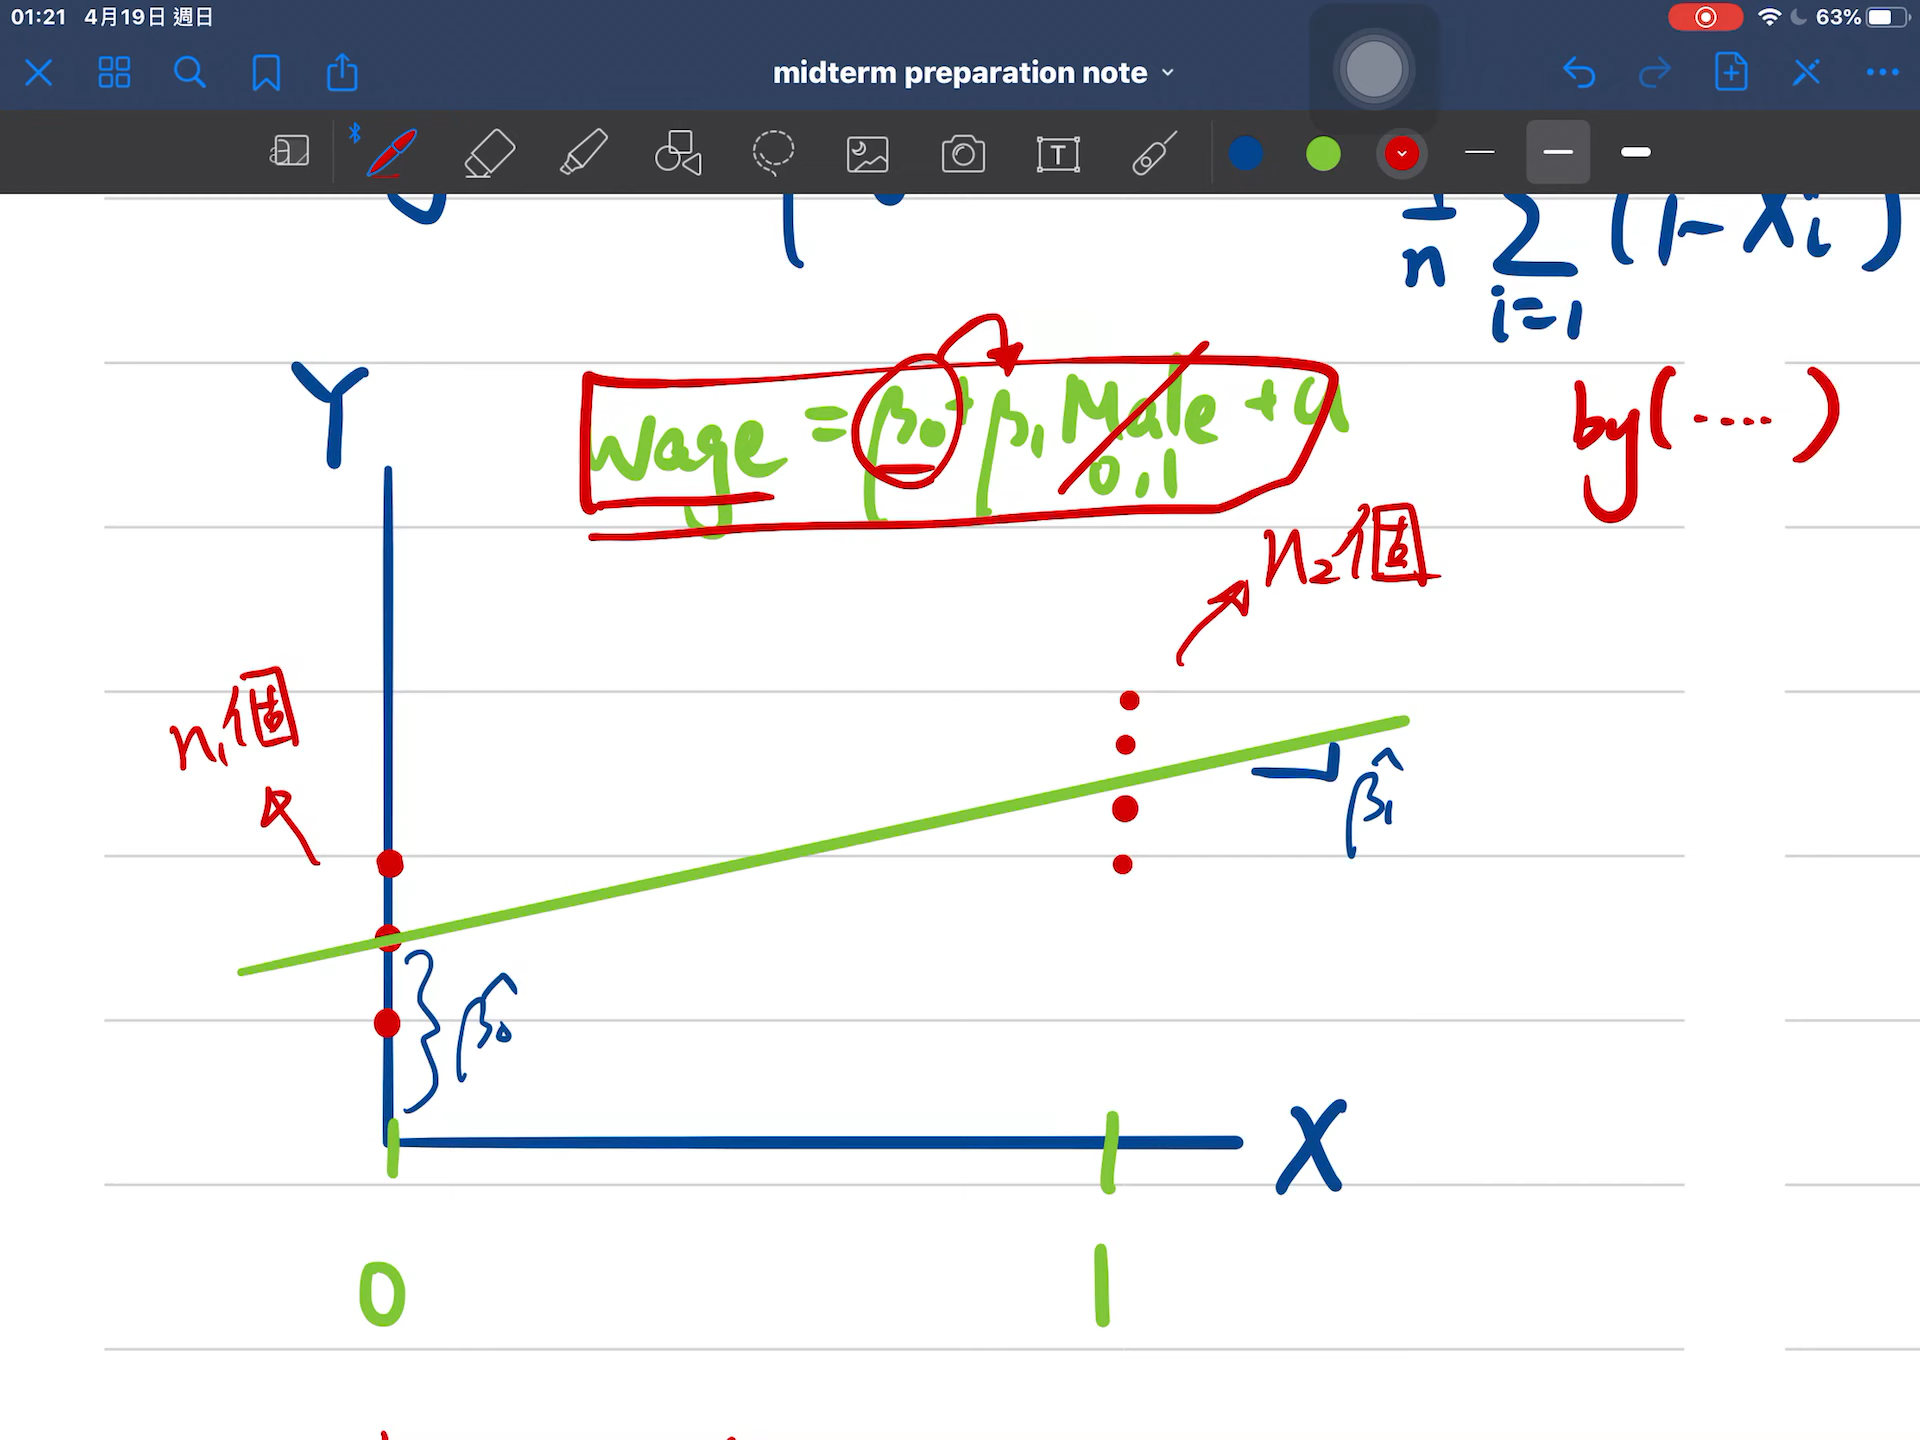 01:21 4月19日 週日
63%
midterm preparation note
a
T
1/n ∑ i=1 (1-Xi)
Y
Wage = β0 + β1 Male + u
0,1
by(....)
n2個
n1個
β̂1
β̂0
X
0
1